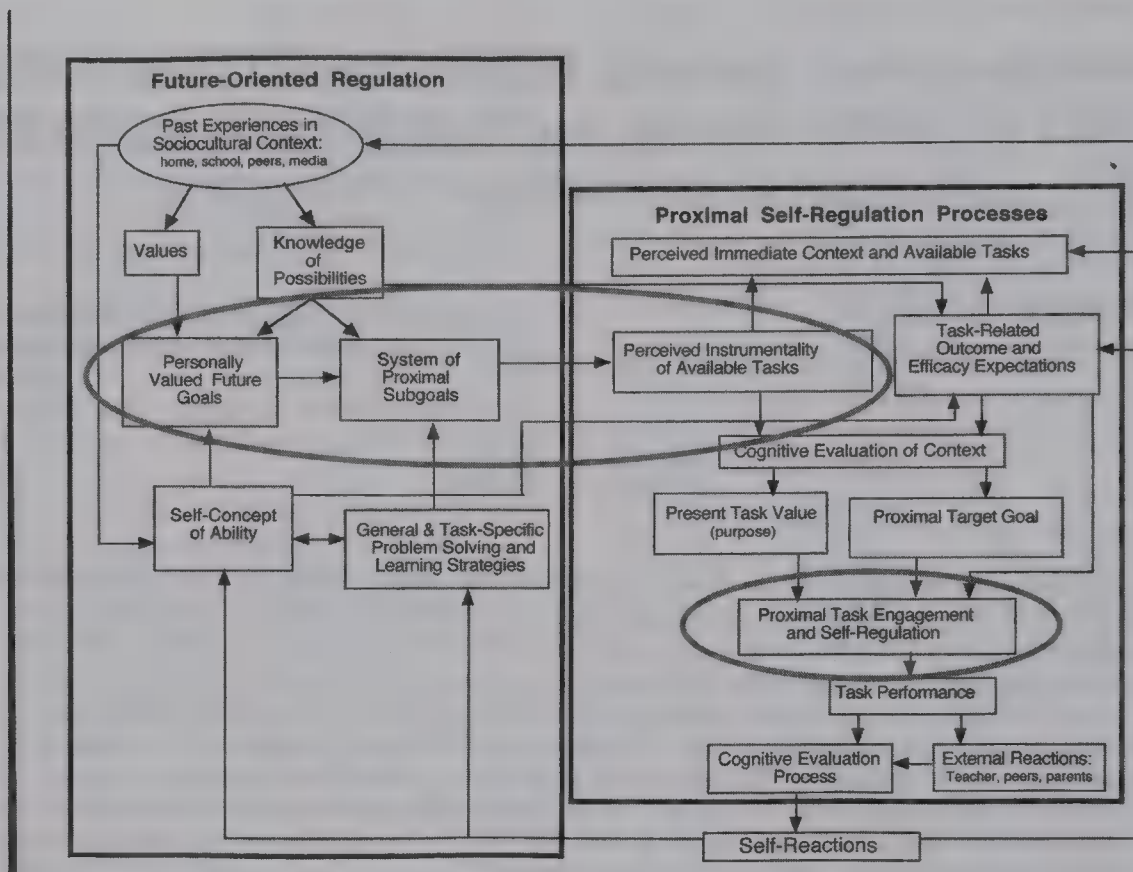 Future-Oriented Regulation
Past Experiences in
Sociocultural Context:
home, school, peers, media
Values
Knowledge
of
Possibilities
Personally
Valued Future
Goals
System of
Proximal
Subgoals
Self-Concept
of Ability
General & Task-Specific
Problem Solving and
Learning Strategies
Proximal Self-Regulation Processes
Perceived Immediate Context and Available Tasks
Perceived Instrumentality
of Available Tasks
Task-Related
Outcome and
Efficacy Expectations
Cognitive Evaluation of Context
Present Task Value
(purpose)
Proximal Target Goal
Proximal Task Engagement
and Self-Regulation
Task Performance
Cognitive Evaluation
Process
External Reactions:
Teacher, peers, parents
Self-Reactions